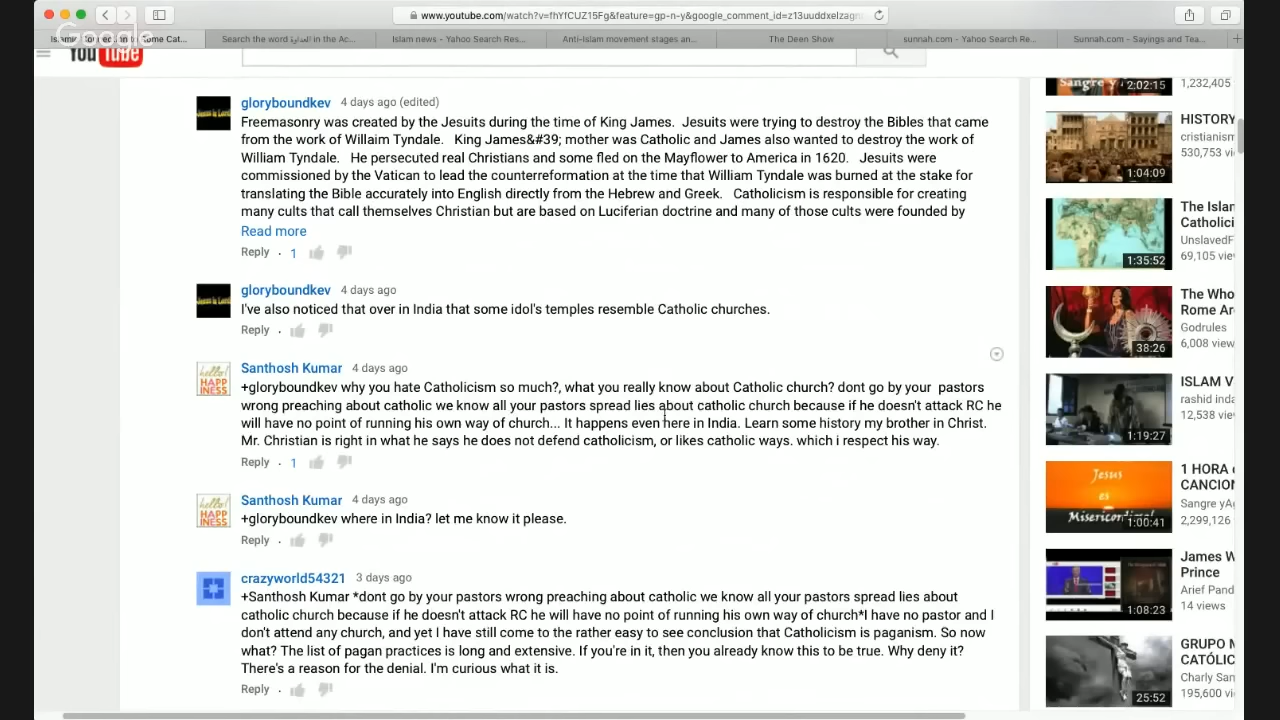 www.youtube.com/watch?v=fhYfCUZ15Fg&feature=gp-n-y&google_comment_id=z13uuddxelzagn
Google
Search the word العداوة in the Ac...
Islam news - Yahoo Search Res...
Anti-Islam movement stages an...
The Deen Show
sunnah.com - Yahoo Search Re...
Sunnah.com - Sayings and Tea...
YouTube
gloryboundkev 4 days ago (edited)
Freemasonry was created by the Jesuits during the time of King James. Jesuits were trying to destroy the Bibles that came
from the work of Willaim Tyndale. King James&#39; mother was Catholic and James also wanted to destroy the work of
William Tyndale. He persecuted real Christians and some fled on the Mayflower to America in 1620. Jesuits were
commissioned by the Vatican to lead the counterreformation at the time that William Tyndale was burned at the stake for
translating the Bible accurately into English directly from the Hebrew and Greek. Catholicism is responsible for creating
many cults that call themselves Christian but are based on Luciferian doctrine and many of those cults were founded by
Read more
Reply . 1
gloryboundkev 4 days ago
I've also noticed that over in India that some idol's temples resemble Catholic churches.
Reply .
Santhosh Kumar 4 days ago
+gloryboundkev why you hate Catholicism so much?, what you really know about Catholic church? dont go by your pastors
wrong preaching about catholic we know all your pastors spread lies about catholic church because if he doesn't attack RC he
will have no point of running his own way of church... It happens even here in India. Learn some history my brother in Christ.
Mr. Christian is right in what he says he does not defend catholicism, or likes catholic ways. which i respect his way.
Reply . 1
Santhosh Kumar 4 days ago
+gloryboundkev where in India? let me know it please.
Reply .
crazyworld54321 3 days ago
+Santhosh Kumar *dont go by your pastors wrong preaching about catholic we know all your pastors spread lies about
catholic church because if he doesn't attack RC he will have no point of running his own way of church*I have no pastor and I
don't attend any church, and yet I have still come to the rather easy to see conclusion that Catholicism is paganism. So now
what? The list of pagan practices is long and extensive. If you're in it, then you already know this to be true. Why deny it?
There's a reason for the denial. I'm curious what it is.
Reply .
Sangre y
2:02:15
1,232,405
HISTORY
cristianism
530,753 vi
1:04:09
The Islan
Catholici
UnslavedF
69,105 view
1:35:52
The Who
Rome Ar
Godrules
6,008 view
38:26
ISLAM V
rashid inda
12,538 view
1:19:27
1 HORA
CANCION
Sangre yA
2,299,126
Jesus
es
Misericordioso!
1:00:41
James W
Prince
Arief Pand
14 views
1:08:23
GRUPO M
CATÓLIC
Charly San
195,600 vi
25:52